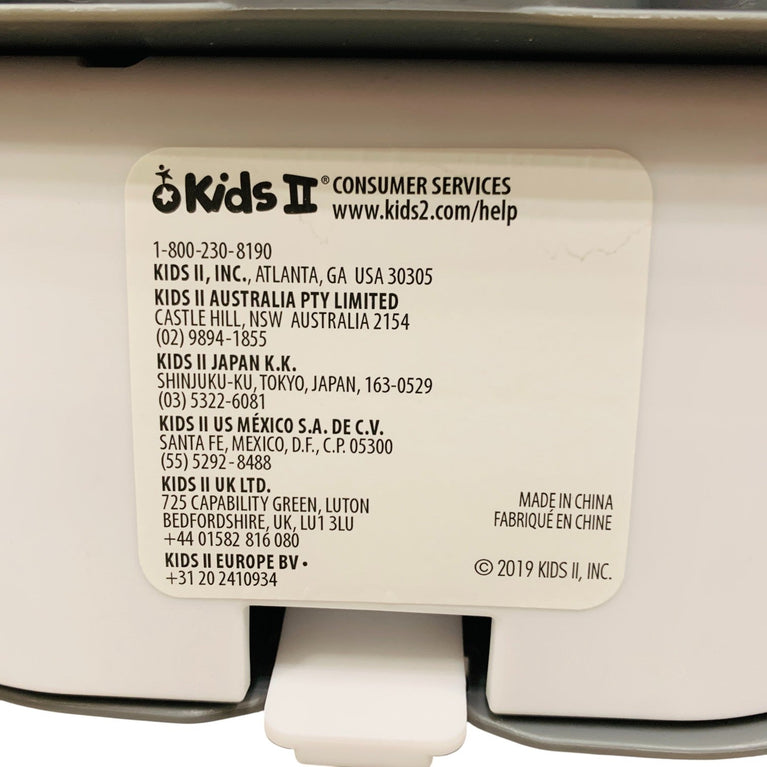 Kids II® CONSUMER SERVICES
www.kids2.com/help
1-800-230-8190
KIDS II, INC., ATLANTA, GA USA 30305
KIDS II AUSTRALIA PTY LIMITED
CASTLE HILL, NSW AUSTRALIA 2154
(02) 9894-1855
KIDS II JAPAN K.K.
SHINJUKU-KU, TOKYO, JAPAN, 163-0529
(03) 5322-6081
KIDS II US MÉXICO S.A. DE C.V.
SANTA FE, MEXICO, D.F., C.P. 05300
(55) 5292-8488
KIDS II UK LTD.
725 CAPABILITY GREEN, LUTON
BEDFORDSHIRE, UK, LU1 3LU
+44 01582 816 080
KIDS II EUROPE BV •
+31 20 2410934
MADE IN CHINA
FABRIQUÉ EN CHINE
© 2019 KIDS II, INC.